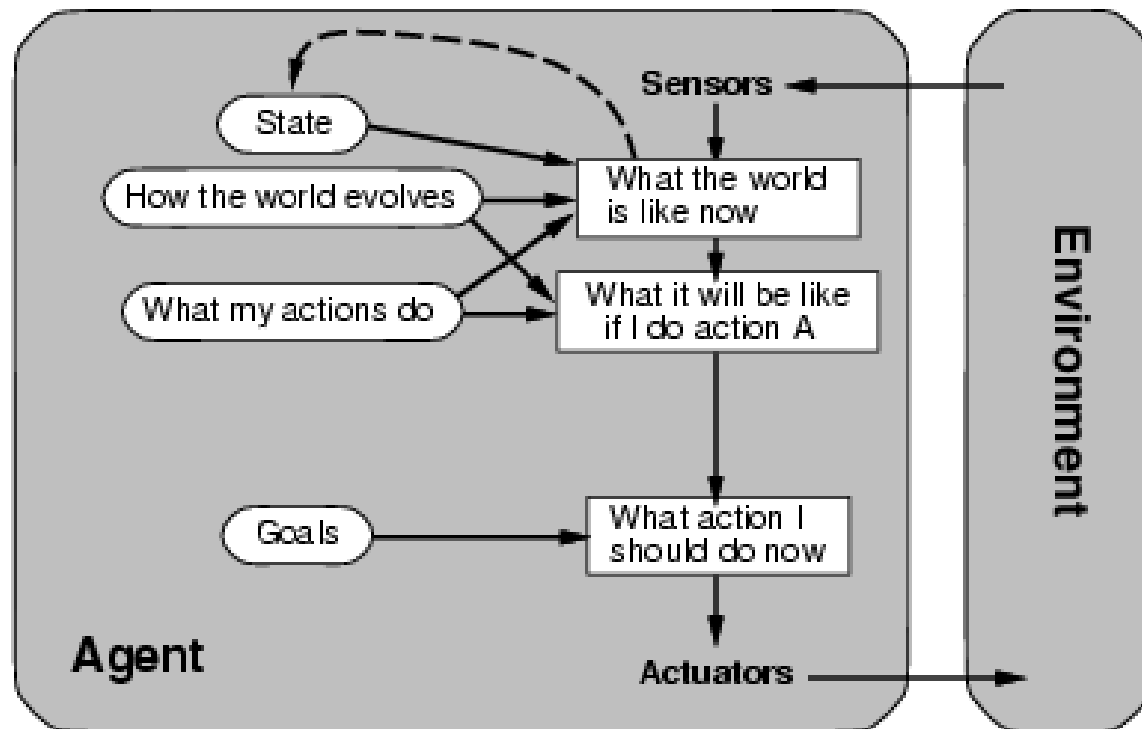 Sensors
State
What the world
is like now
How the world evolves
What it will be like
if I do action A
What my actions do
Environment
What action I
should do now
Goals
Agent
Actuators